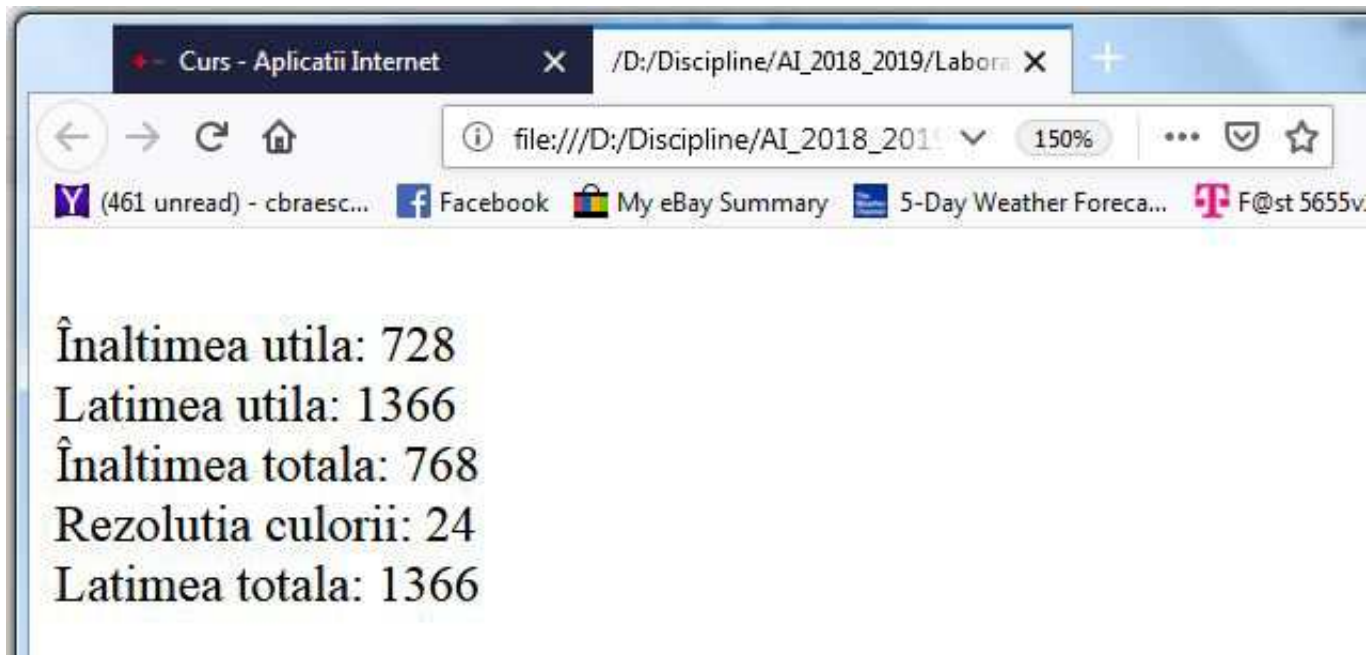 Curs - Aplicatii Internet
/D:/Discipline/AI_2018_2019/Labora
file:///D:/Discipline/AI_2018_201 150%
(461 unread) - cbraesc... Facebook My eBay Summary 5-Day Weather Foreca... F@st 5655v
Înaltimea utila: 728
Latimea utila: 1366
Înaltimea totala: 768
Rezolutia culorii: 24
Latimea totala: 1366